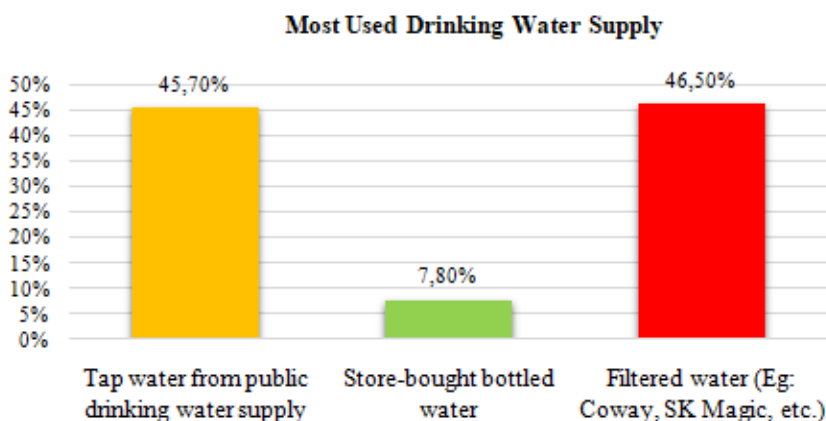 Most Used Drinking Water Supply
50%
45%
40%
35%
30%
25%
20%
15%
10%
5%
0%
45,70%
7,80%
46,50%
Tap water from public
drinking water supply
Store-bought bottled
water
Filtered water (Eg:
Coway, SK Magic, etc.)